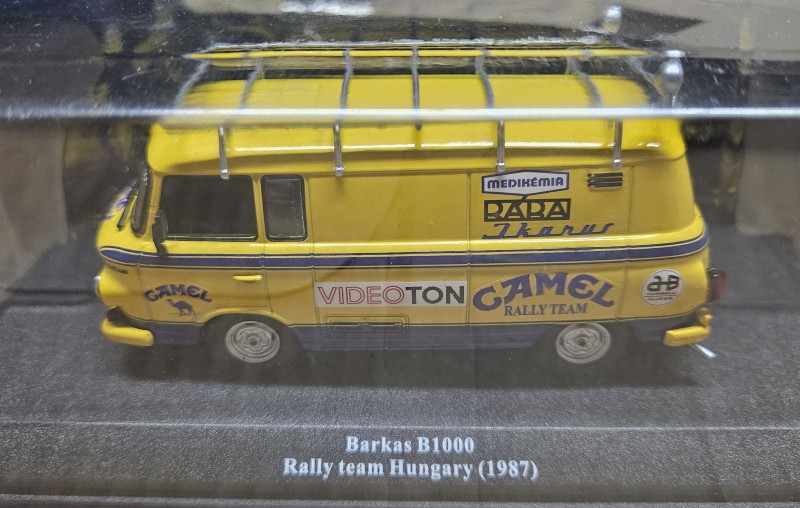 MEDIKÉMIA
RÁBA
Ikarus
CAMEL
VIDEOTON
CAMEL
RALLY TEAM
a-B
Barkas B1000
Rally team Hungary (1987)